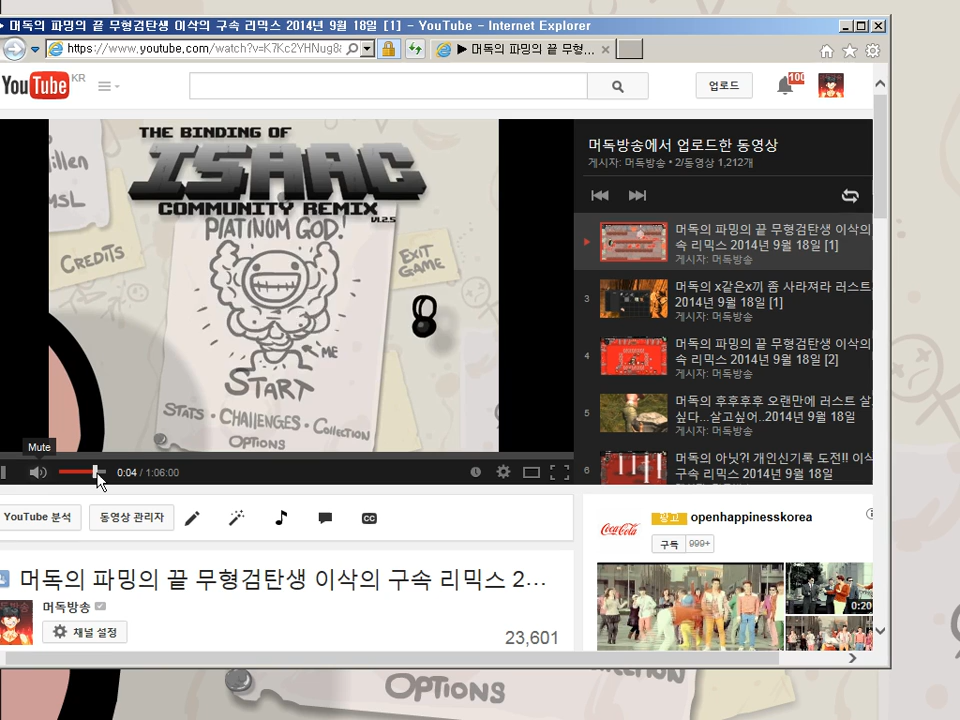 머독의 파밍의 끝 무형검탄생 이삭의 구속 리믹스 2014년 9월 18일 [1] - YouTube - Internet Explorer
https://www.youtube.com/watch?v=K7Kc2YHNug8
머독의 파밍의 끝 무형...
YouTube KR
업로드
100
THE BINDING OF
ISAAC
COMMUNITY REMIX
V1.2.5
PLATINUM GOD!
CREDITS
EXIT
GAME
ME
START
STATS · CHALLENGES · COLLECTION
OPTIONS
머독방송에서 업로드한 동영상
게시자: 머독방송 • 2/동영상 1,212개
머독의 파밍의 끝 무형검탄생 이삭의
속 리믹스 2014년 9월 18일 [1]
게시자: 머독방송
3
머독의 x같은x끼 좀 사라져라 러스트
2014년 9월 18일 [1]
게시자: 머독방송
4
머독의 파밍의 끝 무형검탄생 이삭의
속 리믹스 2014년 9월 18일 [2]
게시자: 머독방송
5
머독의 후후후후 오랜만에 러스트 살
싶다...살고싶어..2014년 9월 18일
게시자: 머독방송
6
머독의 아닛?! 개인신기록 도전!! 이삭
구속 리믹스 2014년 9월 18일
Mute
0:04 / 1:06:00
YouTube 분석
동영상 관리자
CC
머독의 파밍의 끝 무형검탄생 이삭의 구속 리믹스 2...
머독방송
채널 설정
23,601
Coca-Cola
광고 openhappinesskorea
구독 999+
0:20
OPTIONS